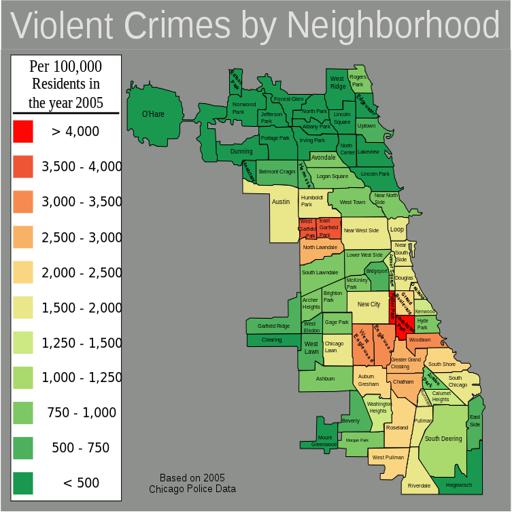 Violent Crimes by Neighborhood
Per 100,000
Residents in
the year 2005
> 4,000
3,500 - 4,000
3,000 - 3,500
2,500 - 3,000
2,000 - 2,500
1,500 - 2,000
1,250 - 1,500
1,000 - 1,250
750 - 1,000
500 - 750
< 500
O'Hare
West
Ridge
Rogers
Park
Norwood
Park
Forest Glen
North Park
Lincoln
Square
Uptown
Jefferson
Park
Albany Park
Portage Park
Irving Park
North
Center
Lakeview
Dunning
Avondale
Belmont Cragin
Logan Square
Lincoln Park
Austin
Humboldt
Park
West Town
Near North
Side
West
Garfield
Park
East
Garfield
Park
Near West Side
Loop
North Lawndale
Near
South
Side
Lower West Side
South Lawndale
Bridgeport
Douglas
McKinley
Park
Archer
Heights
Brighton
Park
New City
Kenwood
Garfield Ridge
West
Elsdon
Gage Park
Hyde
Park
Clearing
West
Lawn
Chicago
Lawn
Woodlawn
Greater Grand
Crossing
South Shore
Ashburn
Auburn
Gresham
Chatham
South
Chicago
Calumet
Heights
Washington
Heights
Beverly
Roseland
Pullman
East
Side
South Deering
Mount
Greenwood
Morgan Park
West Pullman
Riverdale
Hegewisch
Based on 2005
Chicago Police Data